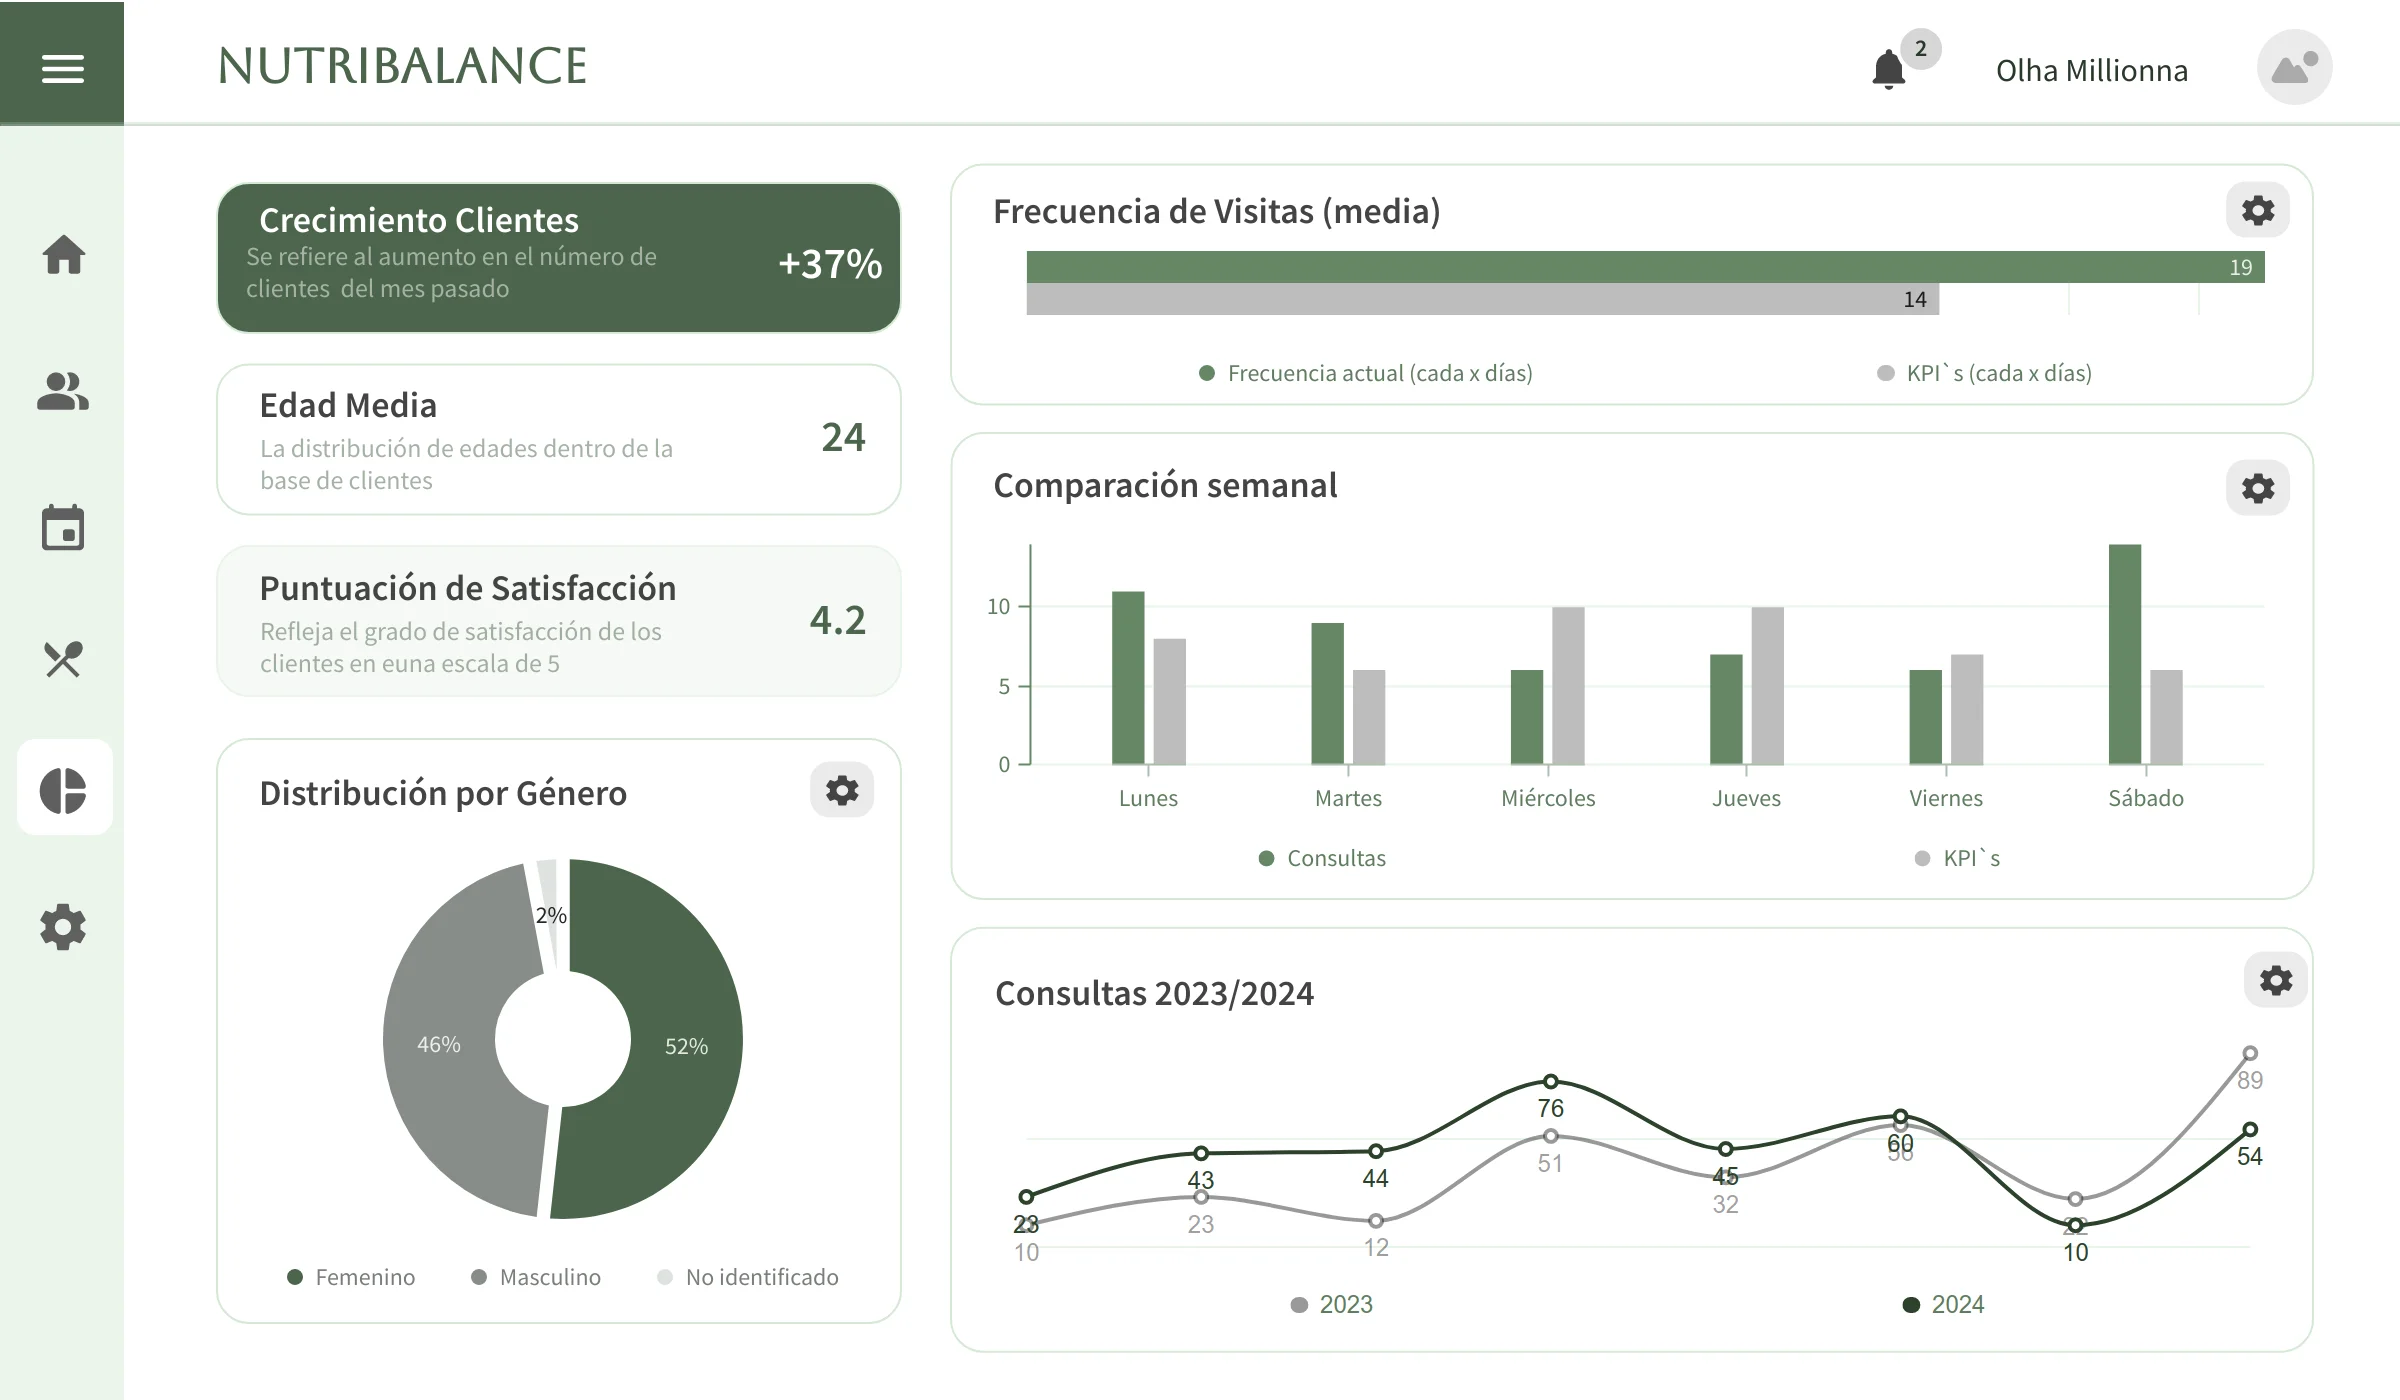 NUTRIBALANCE
2
Olha Millionna
Crecimiento Clientes
Se refiere al aumento en el número de
clientes del mes pasado
+37%
Edad Media
La distribución de edades dentro de la
base de clientes
24
Puntuación de Satisfacción
Refleja el grado de satisfacción de los
clientes en euna escala de 5
4.2
Distribución por Género
2%
46%
52%
Femenino
Masculino
No identificado
Frecuencia de Visitas (media)
19
14
Frecuencia actual (cada x días)
KPI`s (cada x días)
Comparación semanal
10
5
0
Lunes
Martes
Miércoles
Jueves
Viernes
Sábado
Consultas
KPI`s
Consultas 2023/2024
23
43
44
76
45
60
10
54
10
23
12
51
32
56
22
89
2023
2024